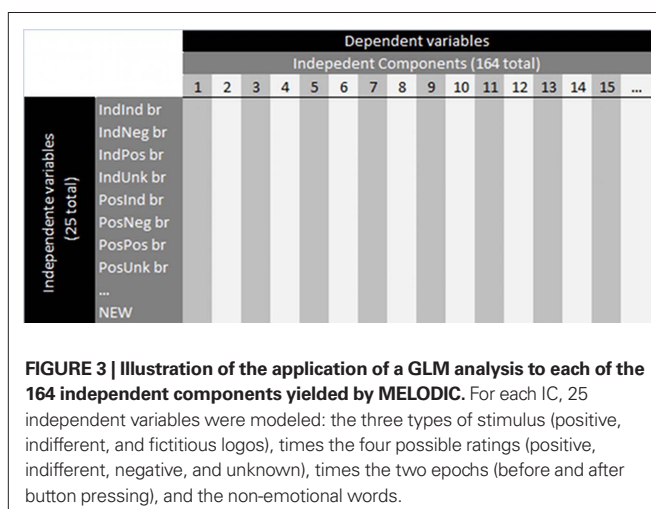 Dependent variables
Indepedent Components (164 total)
1 2 3 4 5 6 7 8 9 10 11 12 13 14 15 ...
Independente variables
(25 total)
IndInd br
IndNeg br
IndPos br
IndUnk br
PosInd br
PosNeg br
PosPos br
PosUnk br
...
NEW
FIGURE 3 | Illustration of the application of a GLM analysis to each of the
164 independent components yielded by MELODIC. For each IC, 25
independent variables were modeled: the three types of stimulus (positive,
indifferent, and fictitious logos), times the four possible ratings (positive,
indifferent, negative, and unknown), times the two epochs (before and after
button pressing), and the non-emotional words.